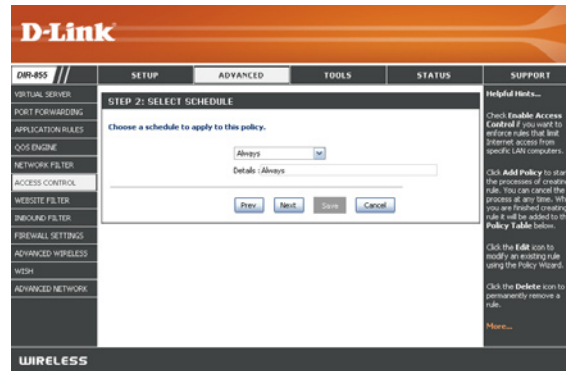 D-Link
DIR-855
SETUP
ADVANCED
TOOLS
STATUS
SUPPORT
VIRTUAL SERVER
PORT FORWARDING
APPLICATION RULES
QOS ENGINE
NETWORK FILTER
ACCESS CONTROL
WEBSITE FILTER
INBOUND FILTER
FIREWALL SETTINGS
ADVANCED WIRELESS
WISH
ADVANCED NETWORK
STEP 2: SELECT SCHEDULE
Choose a schedule to apply to this policy.
Always
Details : Always
Prev Next Save Cancel
Helpful Hints...
Check Enable Access
Control if you want to
enforce rules that limit
Internet access from
specific LAN computers.
Click Add Policy to star
the processes of creatin
rule. You can cancel the
process at any time. Wh
you are finished creating
rule it will be added to th
Policy Table below.
Click the Edit icon to
modify an existing rule
using the Policy Wizard.
Click the Delete icon to
permanently remove a
rule.
More...
WIRELESS